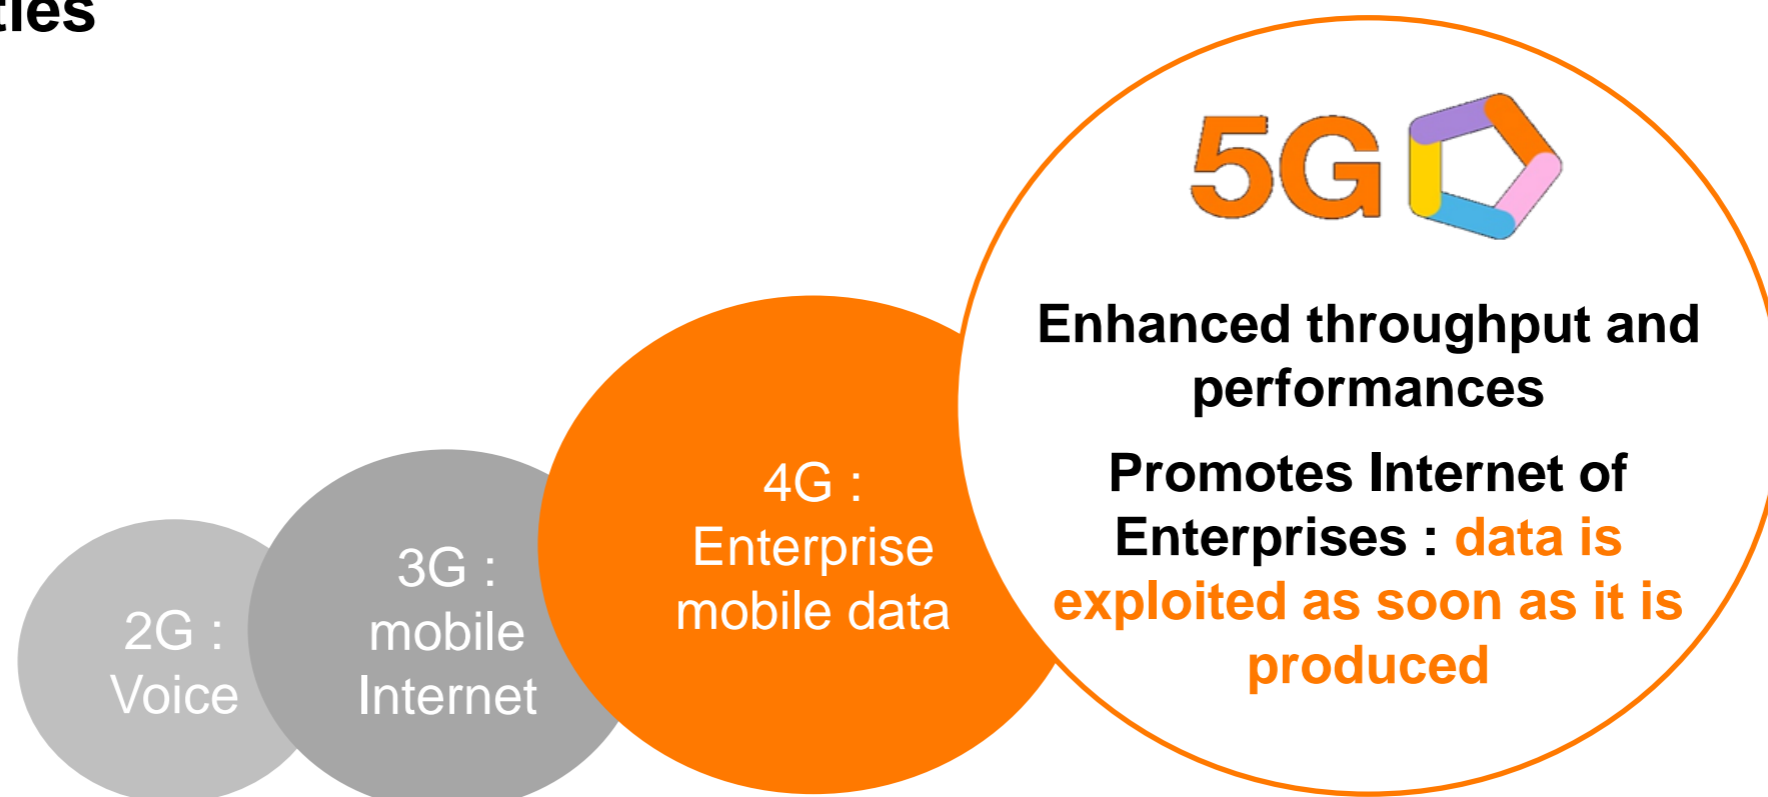 5G
Enhanced throughput and
performances
Promotes Internet of
Enterprises : data is
exploited as soon as it is
produced
4G :
Enterprise
mobile data
3G :
mobile
Internet
2G :
Voice